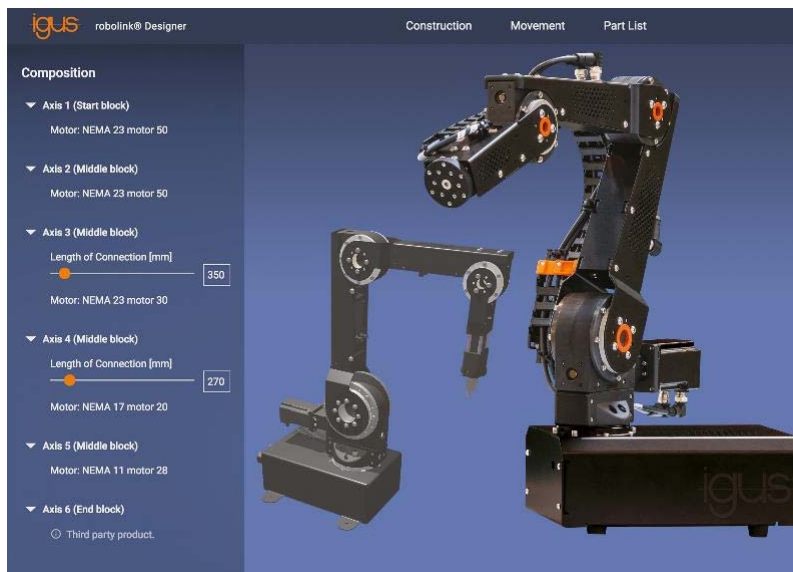 igus robolink® Designer
Construction Movement Part List
Composition
Axis 1 (Start block)
Motor: NEMA 23 motor 50
Axis 2 (Middle block)
Motor: NEMA 23 motor 50
Axis 3 (Middle block)
Length of Connection [mm]
350
Motor: NEMA 23 motor 30
Axis 4 (Middle block)
Length of Connection [mm]
270
Motor: NEMA 17 motor 20
Axis 5 (Middle block)
Motor: NEMA 11 motor 28
Axis 6 (End block)
Third party product.
igus